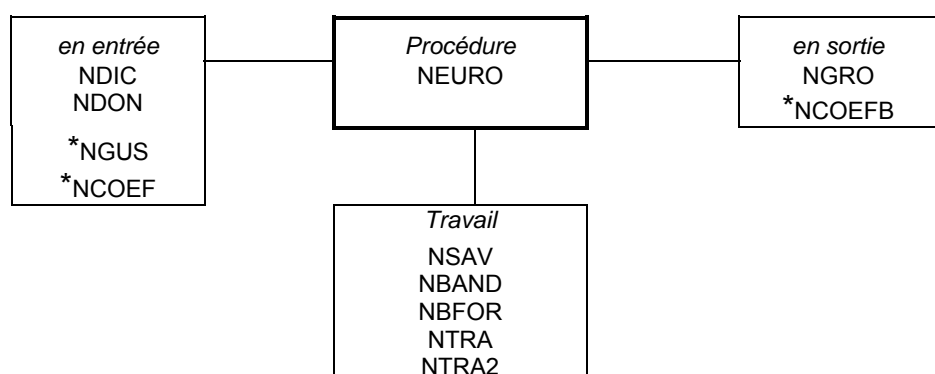 en entrée
NDIC
NDON
*NGUS
*NCOEF
Procédure
NEURO
en sortie
NGRO
*NCOEFB
Travail
NSAV
NBAND
NBFOR
NTRA
NTRA2